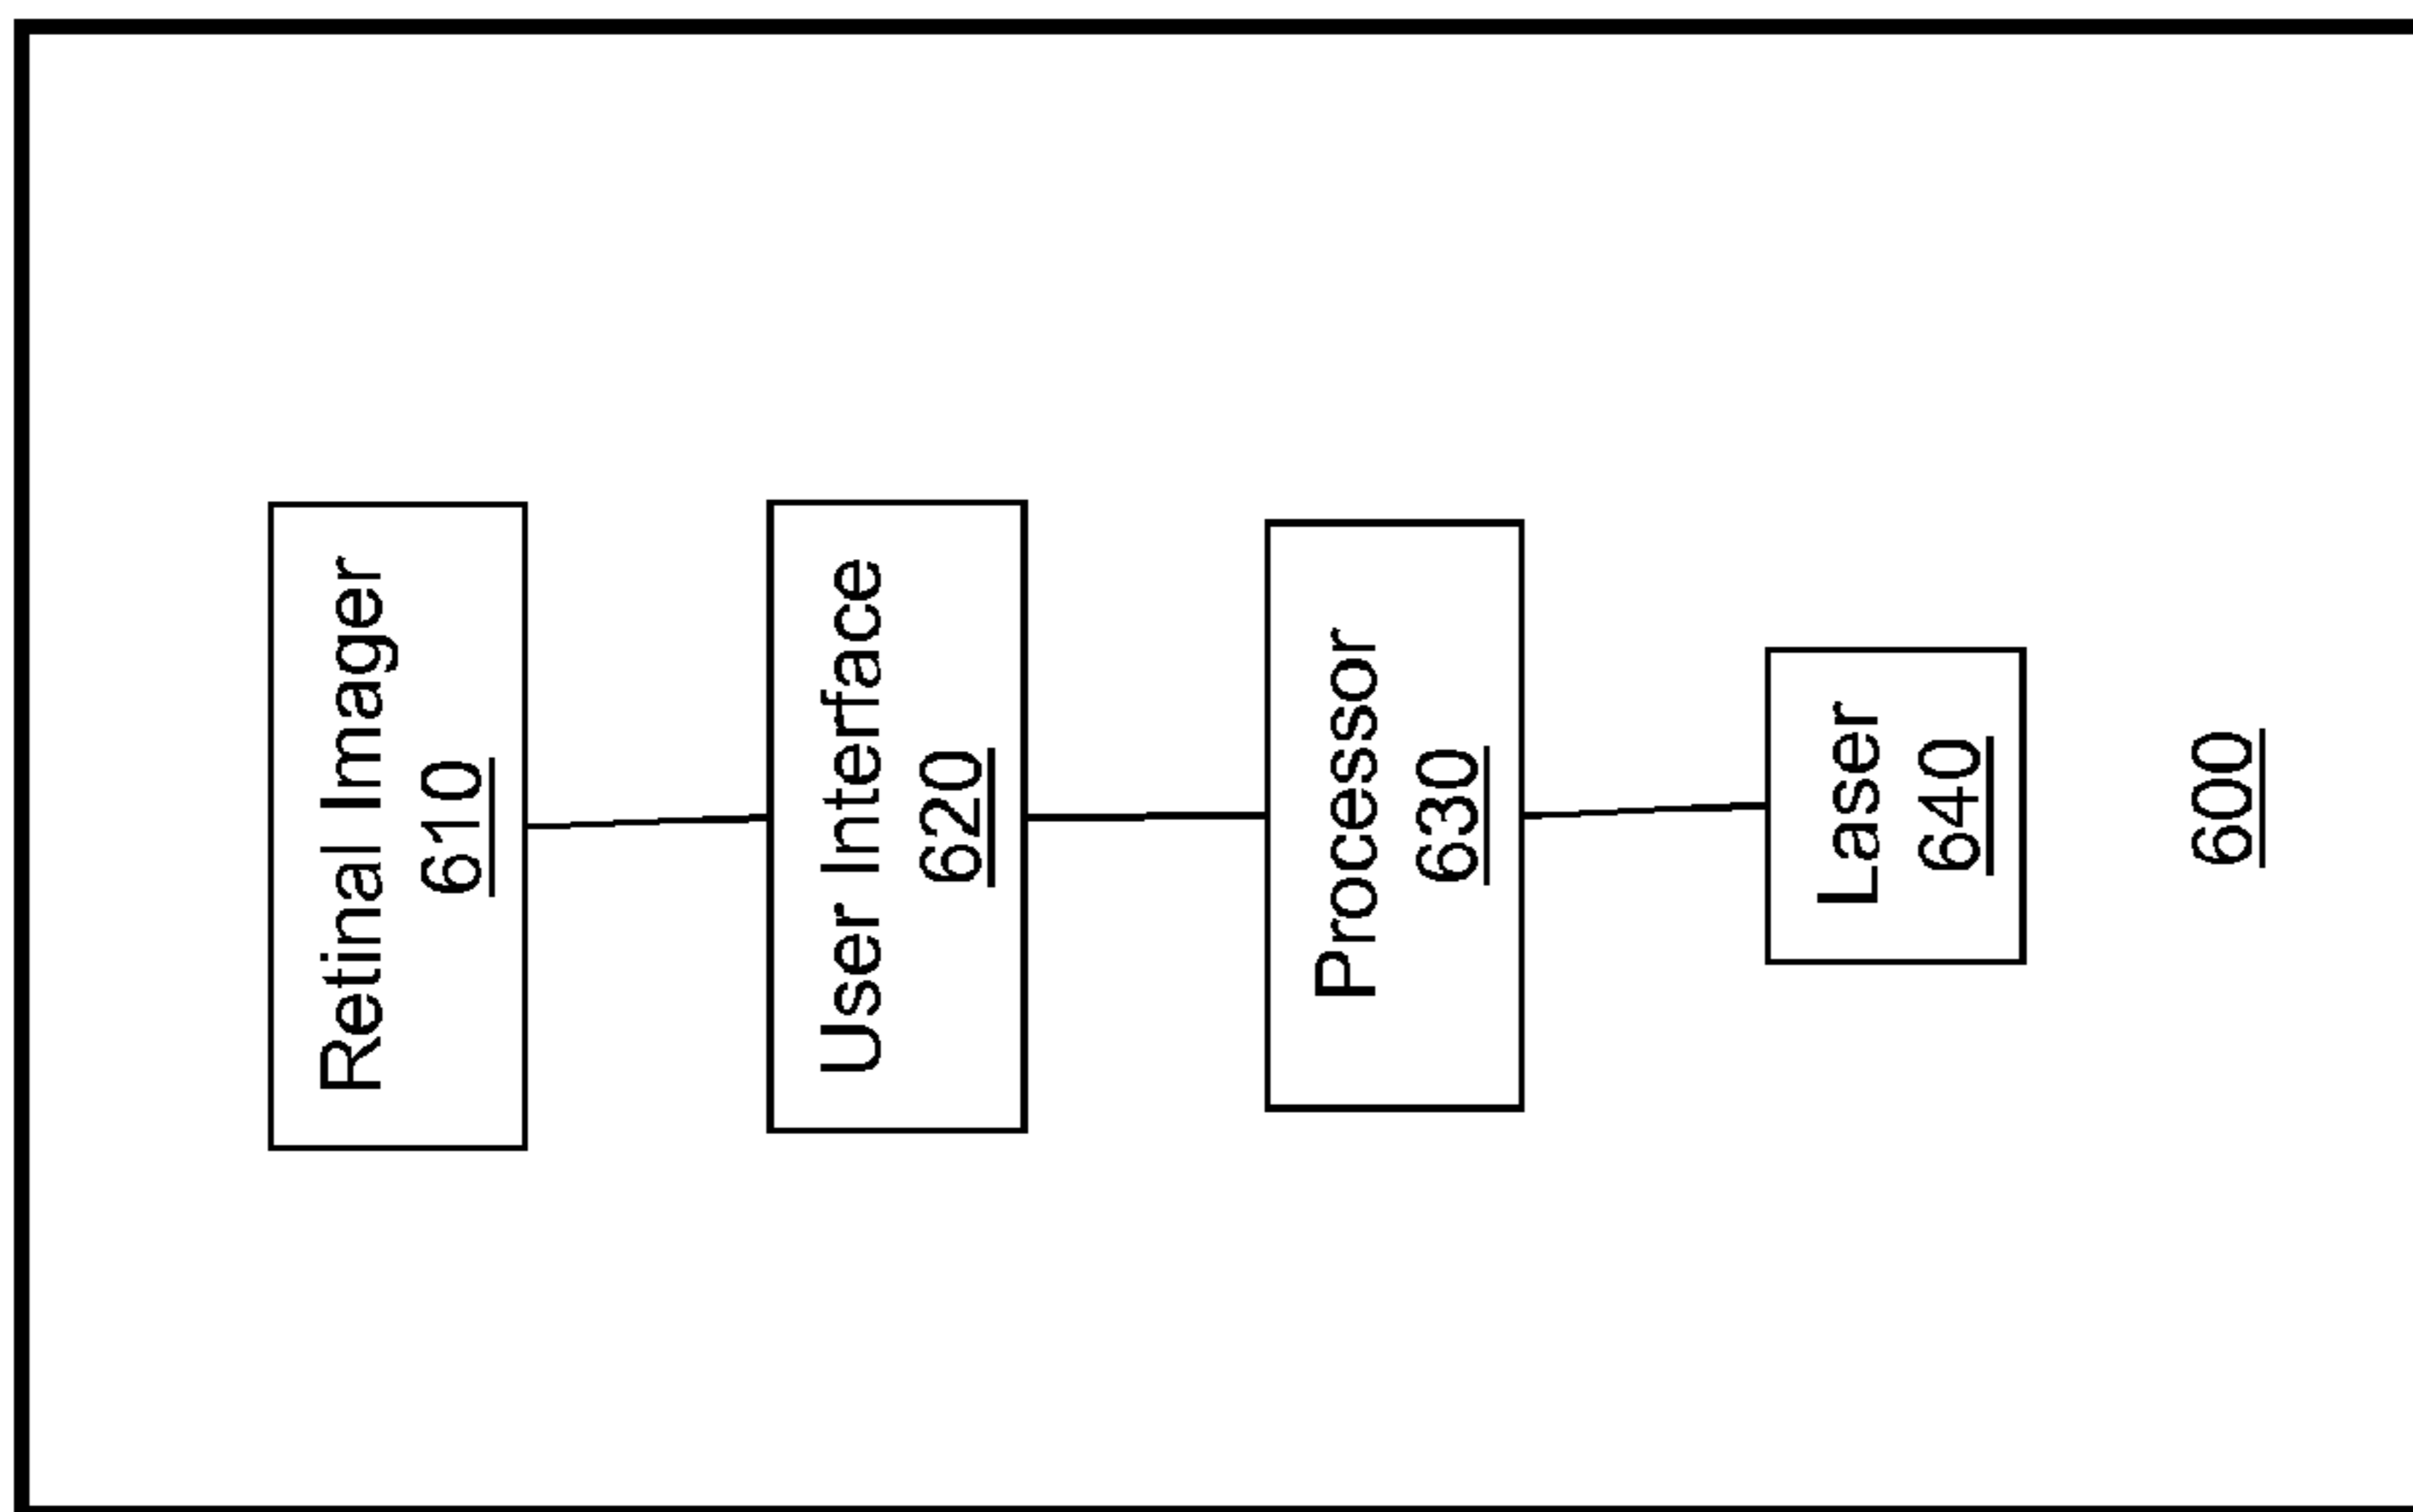 Retinal Imager
610
User Interface
620
Processor
630
Laser
640
600